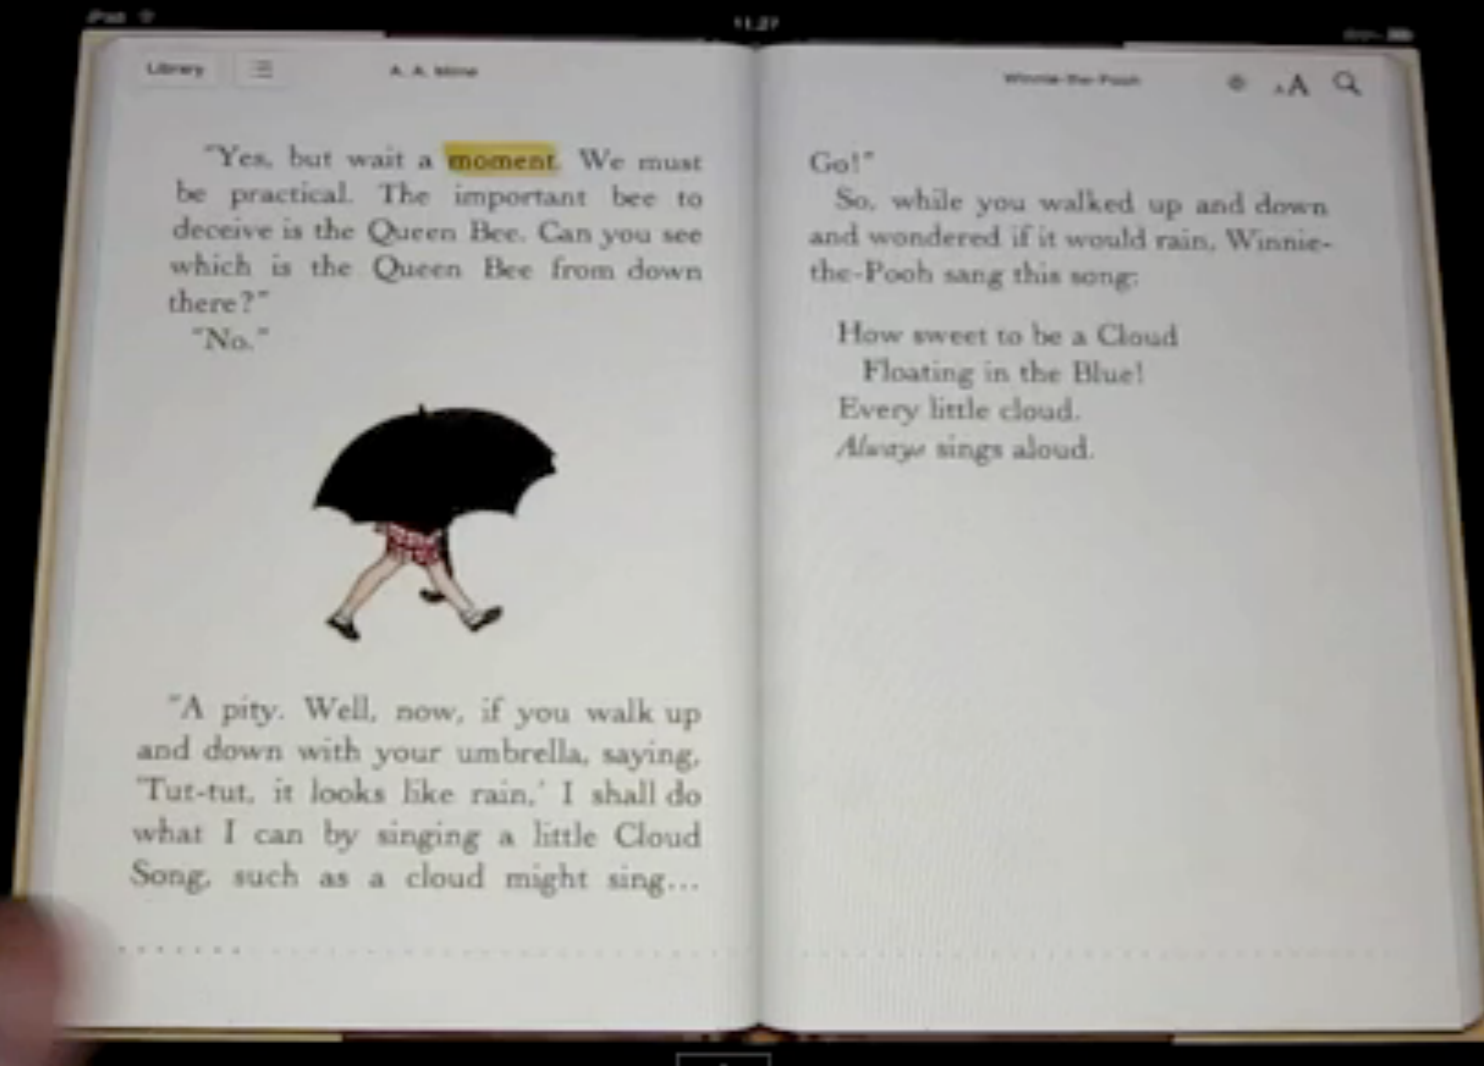 iPad
11.27
Library
A. A. Milne
Winnie-the-Pooh
AA
"Yes, but wait a moment. We must
be practical. The important bee to
deceive is the Queen Bee. Can you see
which is the Queen Bee from down
there?"
"No."
"A pity. Well, now, if you walk up
and down with your umbrella, saying,
'Tut-tut, it looks like rain,' I shall do
what I can by singing a little Cloud
Song, such as a cloud might sing...
Go!"
So, while you walked up and down
and wondered if it would rain, Winnie-
the-Pooh sang this song:
How sweet to be a Cloud
Floating in the Blue!
Every little cloud.
Always sings aloud.